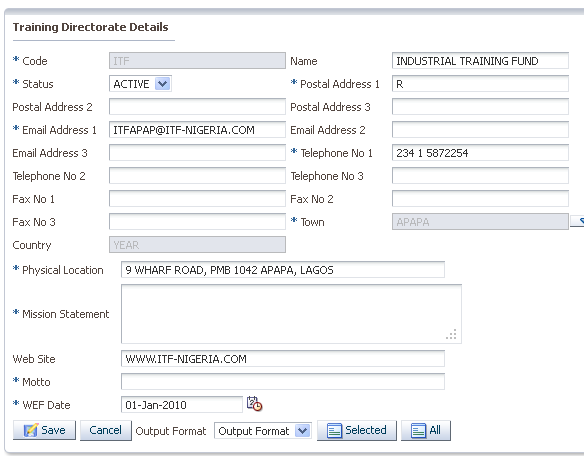 Training Directorate Details
* Code ITF Name INDUSTRIAL TRAINING FUND
* Status ACTIVE * Postal Address 1 R
Postal Address 2 Postal Address 3
* Email Address 1 ITFAPAP@ITF-NIGERIA.COM Email Address 2
Email Address 3 * Telephone No 1 234 1 5872254
Telephone No 2 Telephone No 3
Fax No 1 Fax No 2
Fax No 3 * Town APAPA
Country YEAR
* Physical Location 9 WHARF ROAD, PMB 1042 APAPA, LAGOS
* Mission Statement
Web Site WWW.ITF-NIGERIA.COM
* Motto
* WEF Date 01-Jan-2010
Save Cancel Output Format Output Format Selected All